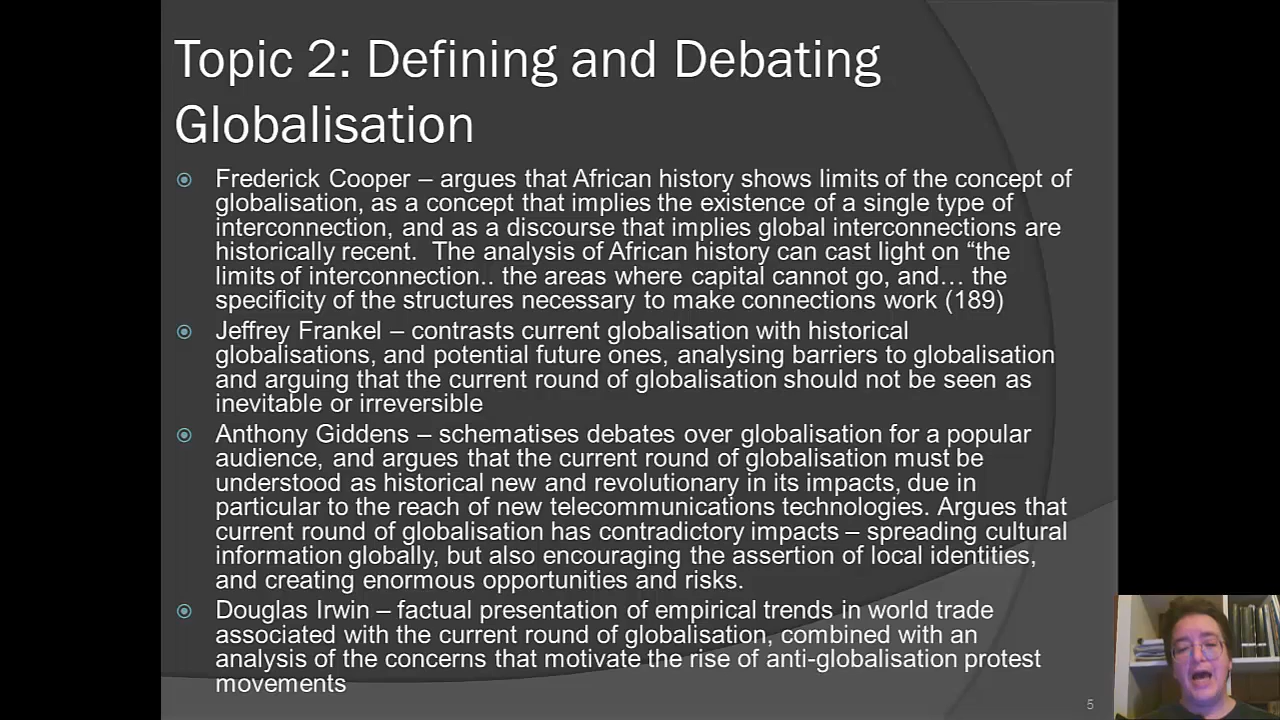 Topic 2: Defining and Debating
Globalisation
Frederick Cooper – argues that African history shows limits of the concept of
globalisation, as a concept that implies the existence of a single type of
interconnection, and as a discourse that implies global interconnections are
historically recent.  The analysis of African history can cast light on “the
limits of interconnection.. the areas where capital cannot go, and… the
specificity of the structures necessary to make connections work (189)
Jeffrey Frankel – contrasts current globalisation with historical
globalisations, and potential future ones, analysing barriers to globalisation
and arguing that the current round of globalisation should not be seen as
inevitable or irreversible
Anthony Giddens – schematises debates over globalisation for a popular
audience, and argues that the current round of globalisation must be
understood as historical new and revolutionary in its impacts, due in
particular to the reach of new telecommunications technologies. Argues that
current round of globalisation has contradictory impacts – spreading cultural
information globally, but also encouraging the assertion of local identities,
and creating enormous opportunities and risks.
Douglas Irwin – factual presentation of empirical trends in world trade
associated with the current round of globalisation, combined with an
analysis of the concerns that motivate the rise of anti-globalisation protest
movements
5